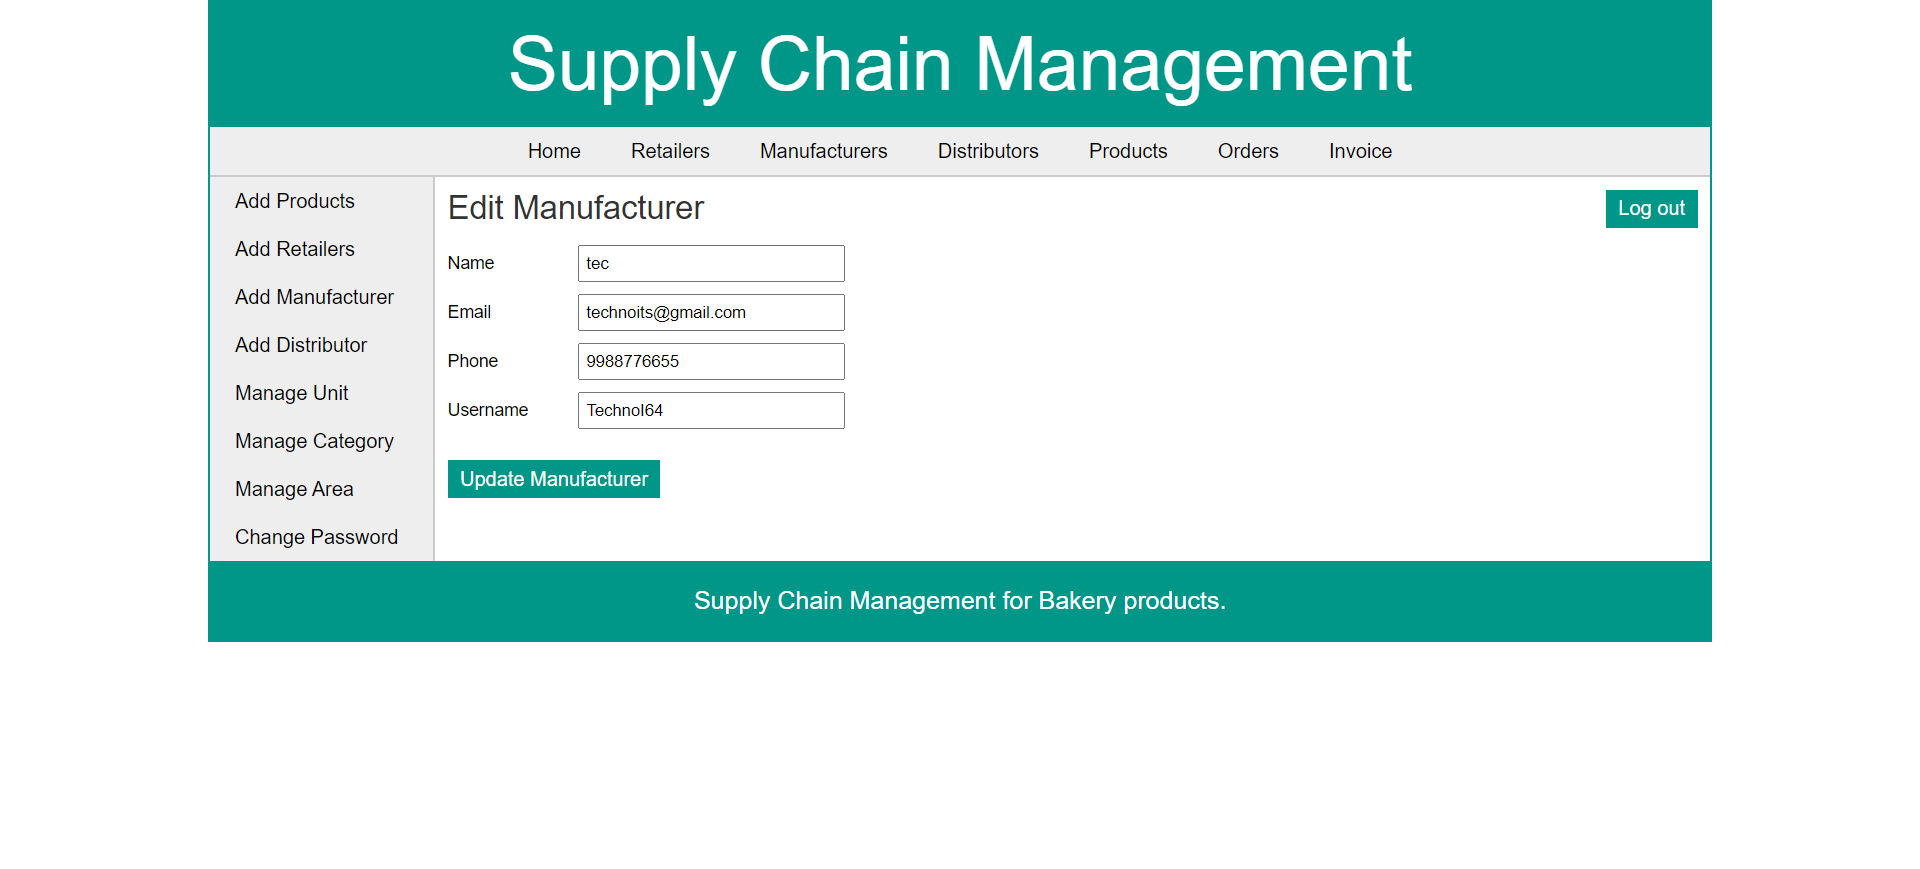 Supply Chain Management
Home Retailers Manufacturers Distributors Products Orders Invoice
Add Products
Add Retailers
Add Manufacturer
Add Distributor
Manage Unit
Manage Category
Manage Area
Change Password
Edit Manufacturer
Log out
Name tec
Email technoits@gmail.com
Phone 9988776655
Username Technol64
Update Manufacturer
Supply Chain Management for Bakery products.